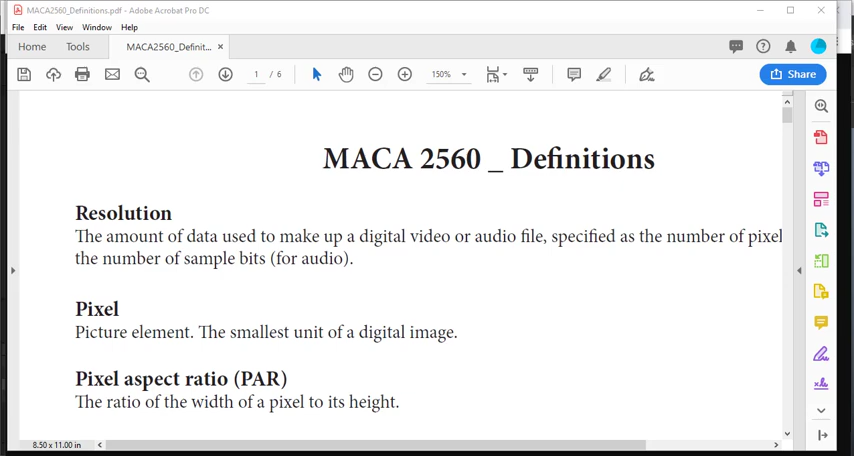 MACA2560_Definitions.pdf - Adobe Acrobat Pro DC
File Edit View Window Help
Home Tools MACA2560_Definit... ×
1 / 6 150% Share
MACA 2560 _ Definitions
Resolution
The amount of data used to make up a digital video or audio file, specified as the number of pixel
the number of sample bits (for audio).
Pixel
Picture element. The smallest unit of a digital image.
Pixel aspect ratio (PAR)
The ratio of the width of a pixel to its height.
8.50 x 11.00 in